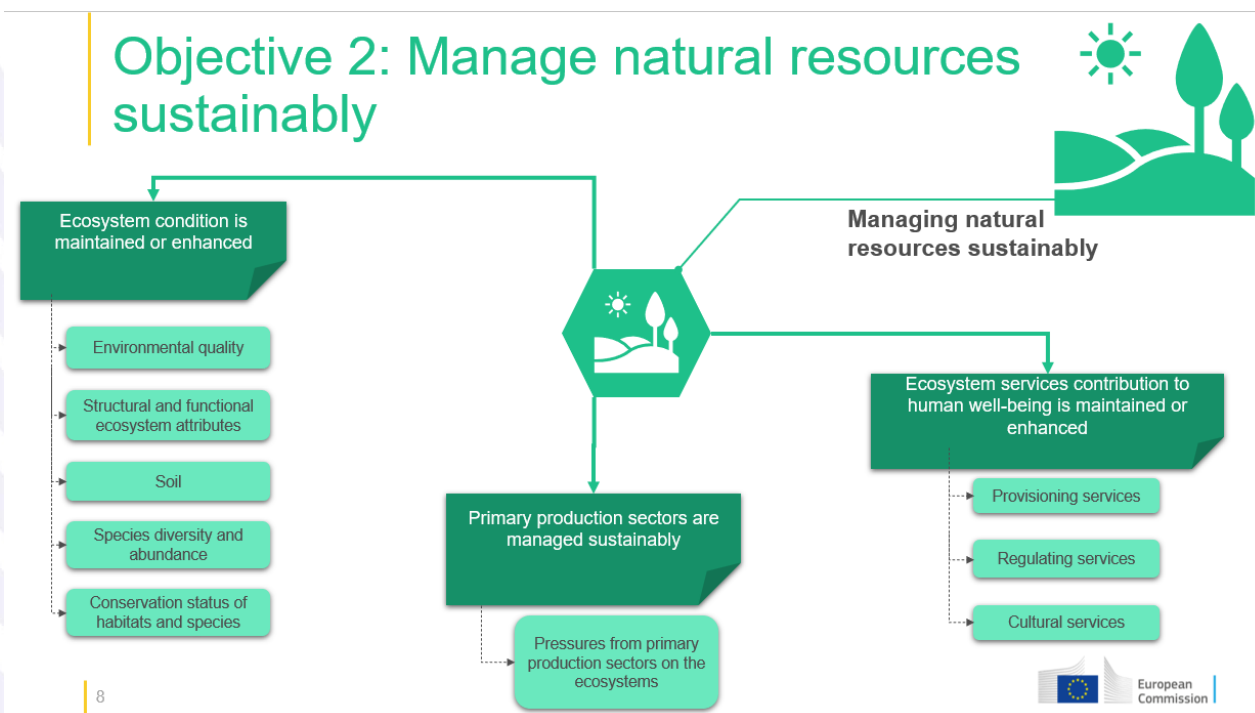 Objective 2: Manage natural resources
sustainably
Managing natural
resources sustainably
Ecosystem condition is
maintained or enhanced
Environmental quality
Structural and functional
ecosystem attributes
Soil
Species diversity and
abundance
Conservation status of
habitats and species
Primary production sectors are
managed sustainably
Pressures from primary
production sectors on the
ecosystems
Ecosystem services contribution to
human well-being is maintained or
enhanced
Provisioning services
Regulating services
Cultural services
8
European
Commission